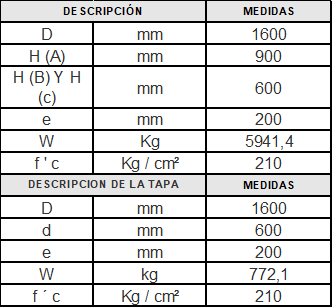 DESCRIPCIÓN MEDIDAS
D mm 1600
H (A) mm 900
H (B) Y H
(c) mm 600
e mm 200
W Kg 5941,4
f ' c Kg / cm² 210
DESCRIPCION DE LA TAPA MEDIDAS
D mm 1600
d mm 600
e mm 200
W kg 772,1
f ´ c Kg / cm² 210